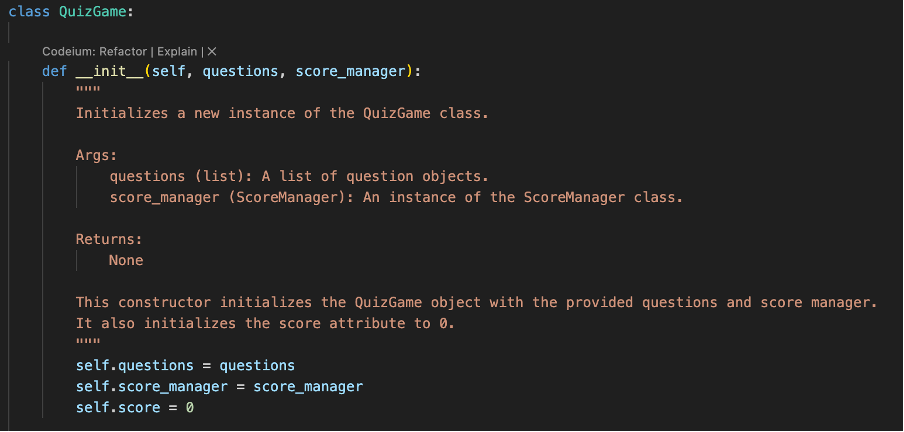 class QuizGame:
Codeium: Refactor | Explain | ×
def __init__(self, questions, score_manager):
"""
Initializes a new instance of the QuizGame class.
Args:
questions (list): A list of question objects.
score_manager (ScoreManager): An instance of the ScoreManager class.
Returns:
None
This constructor initializes the QuizGame object with the provided questions and score manager.
It also initializes the score attribute to 0.
"""
self.questions = questions
self.score_manager = score_manager
self.score = 0